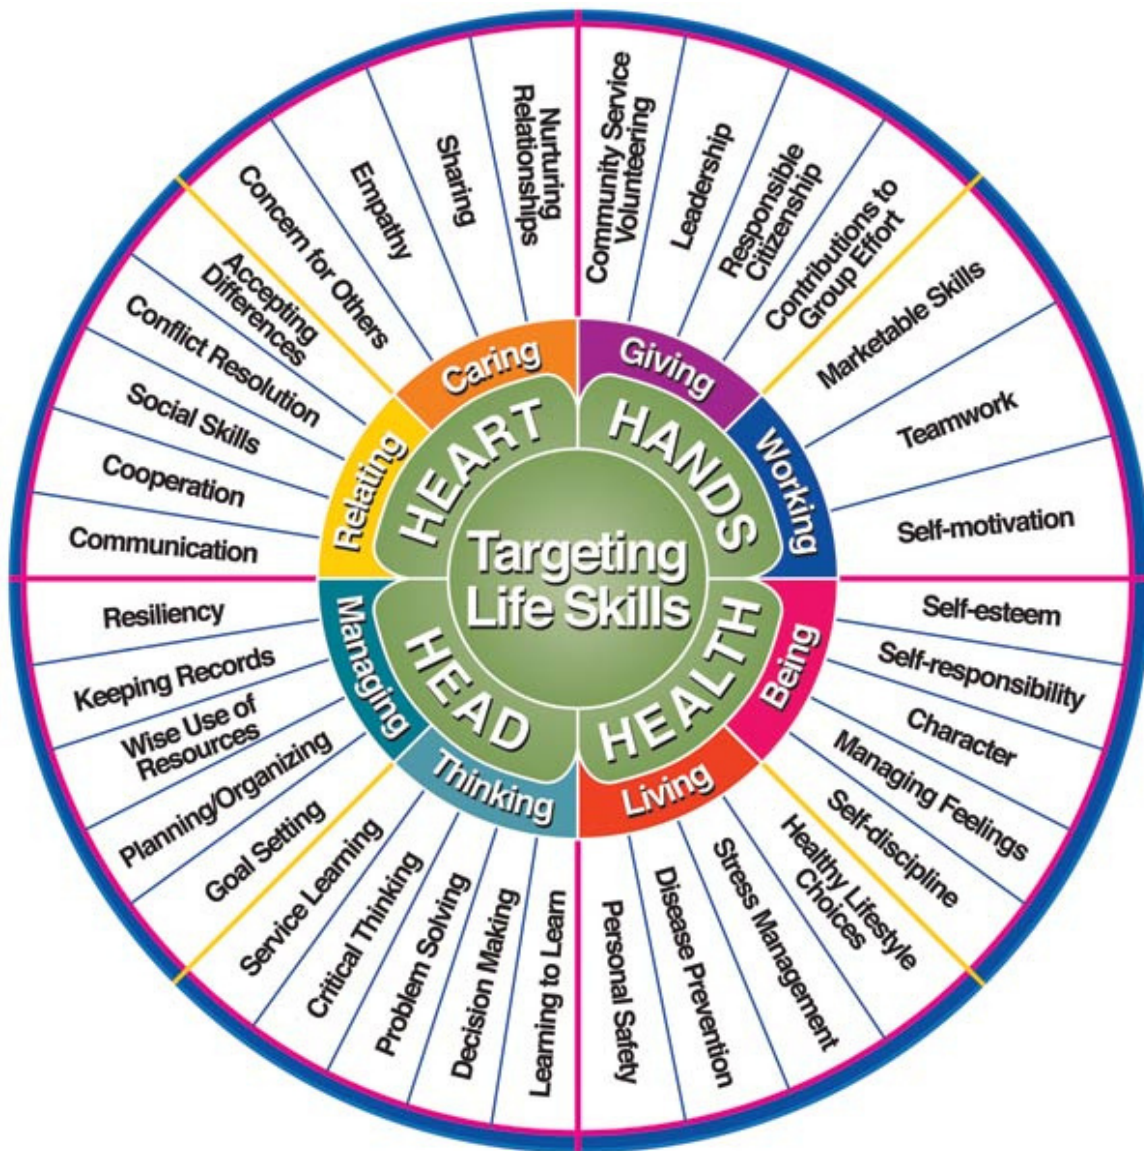 Targeting
Life Skills
HEART
HANDS
HEALTH
HEAD
Caring
Giving
Working
Being
Living
Thinking
Managing
Relating
Concern for Others
Empathy
Sharing
Nurturing
Relationships
Community Service
Volunteering
Leadership
Responsible
Citizenship
Contributions to
Group Effort
Marketable Skills
Teamwork
Self-motivation
Self-esteem
Self-responsibility
Character
Managing Feelings
Self-discipline
Healthy Lifestyle
Choices
Stress Management
Disease Prevention
Personal Safety
Learning to Learn
Decision Making
Problem Solving
Critical Thinking
Service Learning
Goal Setting
Planning/Organizing
Wise Use of
Resources
Keeping Records
Resiliency
Communication
Cooperation
Social Skills
Conflict Resolution
Accepting
Differences